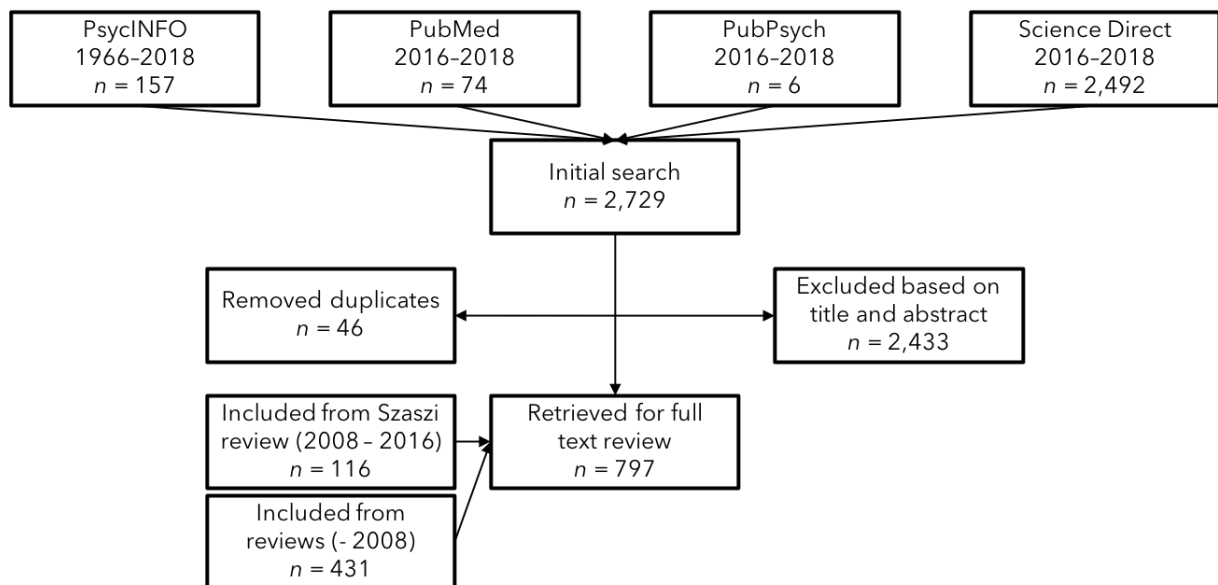 PsycINFO
1966–2018
n = 157
PubMed
2016–2018
n = 74
PubPsych
2016–2018
n = 6
Science Direct
2016–2018
n = 2,492
Initial search
n = 2,729
Removed duplicates
n = 46
Excluded based on
title and abstract
n = 2,433
Included from Szaszi
review (2008 – 2016)
n = 116
Retrieved for full
text review
n = 797
Included from
reviews (- 2008)
n = 431